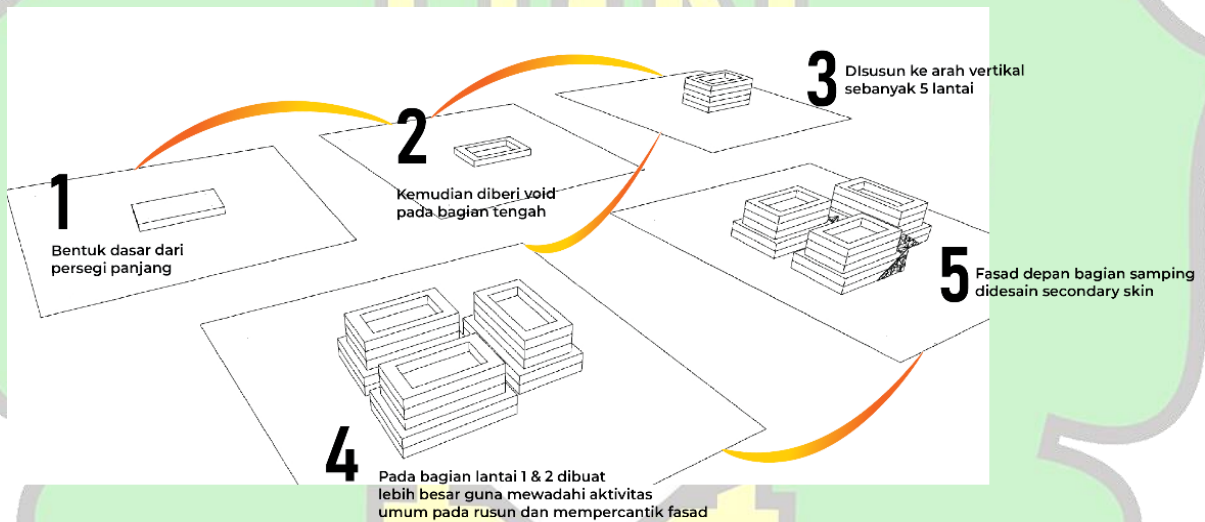 1
Bentuk dasar dari
persegi panjang
2
Kemudian diberi void
pada bagian tengah
3
DIsusun ke arah vertikal
sebanyak 5 lantai
4
Pada bagian lantai 1 & 2 dibuat
lebih besar guna mewadahi aktivitas
umum pada rusun dan mempercantik fasad
5
Fasad depan bagian samping
didesain secondary skin